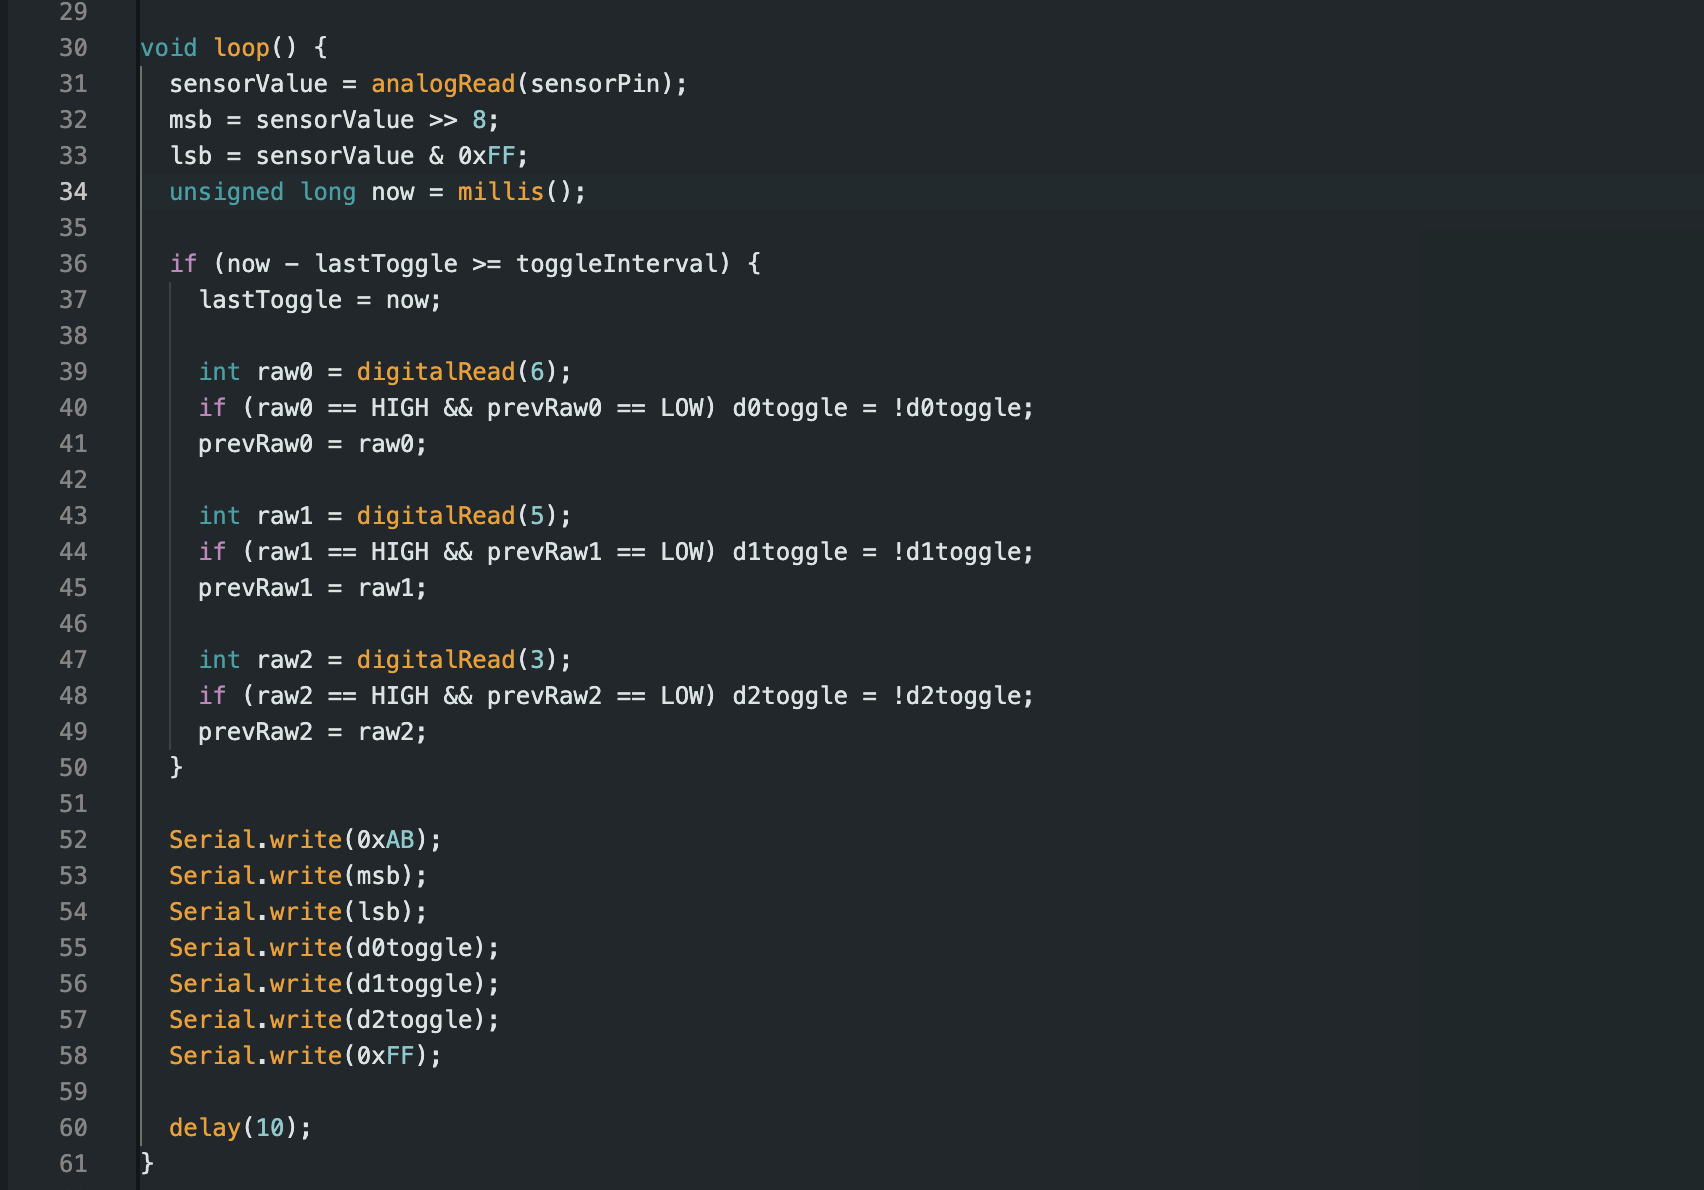 29
30 void loop() {
31   sensorValue = analogRead(sensorPin);
32   msb = sensorValue >> 8;
33   lsb = sensorValue & 0xFF;
34   unsigned long now = millis();
35
36   if (now - lastToggle >= toggleInterval) {
37     lastToggle = now;
38
39     int raw0 = digitalRead(6);
40     if (raw0 == HIGH && prevRaw0 == LOW) d0toggle = !d0toggle;
41     prevRaw0 = raw0;
42
43     int raw1 = digitalRead(5);
44     if (raw1 == HIGH && prevRaw1 == LOW) d1toggle = !d1toggle;
45     prevRaw1 = raw1;
46
47     int raw2 = digitalRead(3);
48     if (raw2 == HIGH && prevRaw2 == LOW) d2toggle = !d2toggle;
49     prevRaw2 = raw2;
50   }
51
52   Serial.write(0xAB);
53   Serial.write(msb);
54   Serial.write(lsb);
55   Serial.write(d0toggle);
56   Serial.write(d1toggle);
57   Serial.write(d2toggle);
58   Serial.write(0xFF);
59
60   delay(10);
61 }